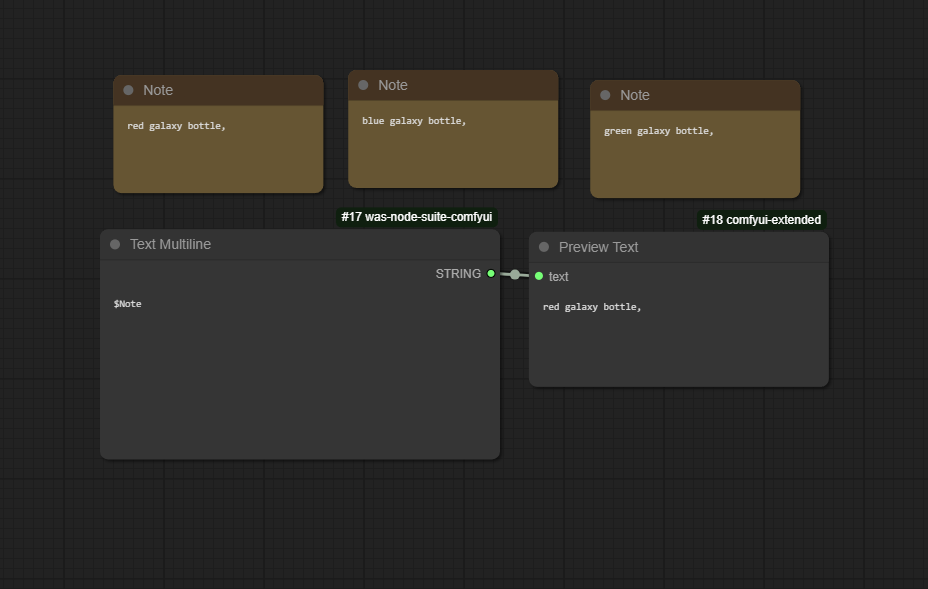 Note
red galaxy bottle,
Note
blue galaxy bottle,
Note
green galaxy bottle,
#17 was-node-suite-comfyui
Text Multiline
STRING
$Note
#18 comfyui-extended
Preview Text
text
red galaxy bottle,